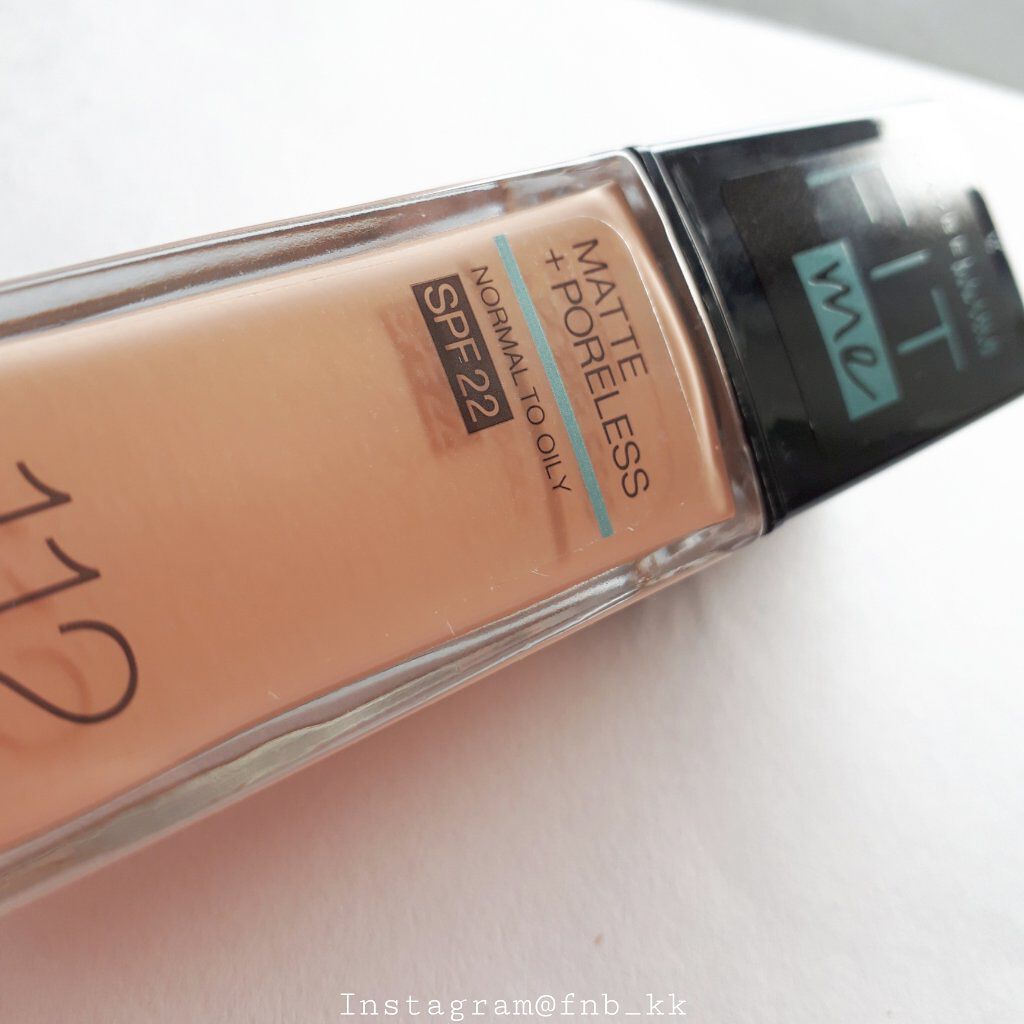 FIT
me
MATTE
+ PORELESS
NORMAL TO OILY
SPF 22
112
Instagram@fnb_kk